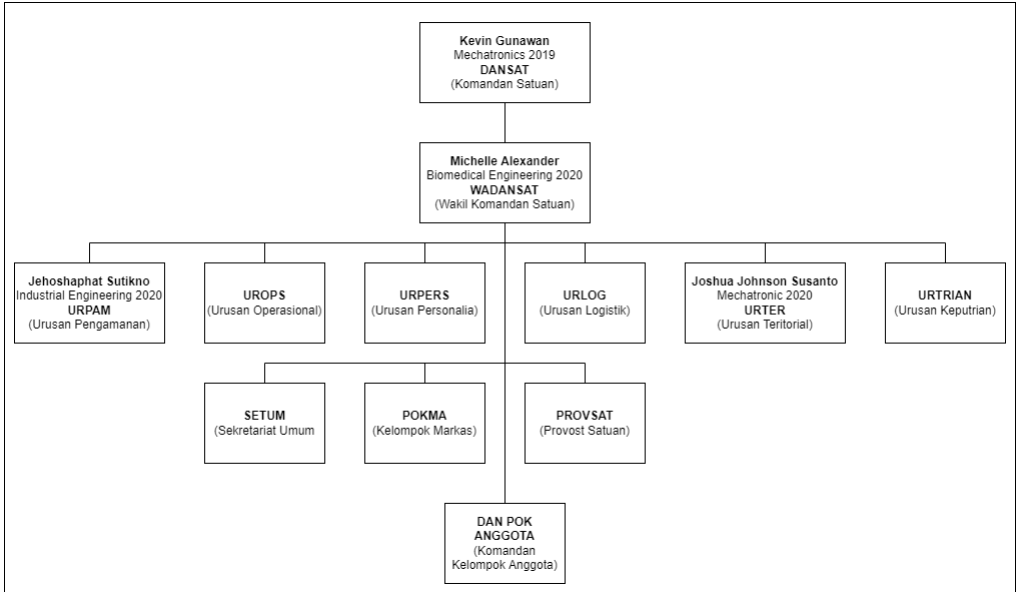 Kevin Gunawan
Mechatronics 2019
DANSAT
(Komandan Satuan)
Michelle Alexander
Biomedical Engineering 2020
WADANSAT
(Wakil Komandan Satuan)
Jehoshaphat Sutikno
Industrial Engineering 2020
URPAM
(Urusan Pengamanan)
UROPS
(Urusan Operasional)
URPERS
(Urusan Personalia)
URLOG
(Urusan Logistik)
Joshua Johnson Susanto
Mechatronic 2020
URTER
(Urusan Teritorial)
URTRIAN
(Urusan Keputrian)
SETUM
(Sekretariat Umum
POKMA
(Kelompok Markas)
PROVSAT
(Provost Satuan)
DAN POK
ANGGOTA
(Komandan
Kelompok Anggota)